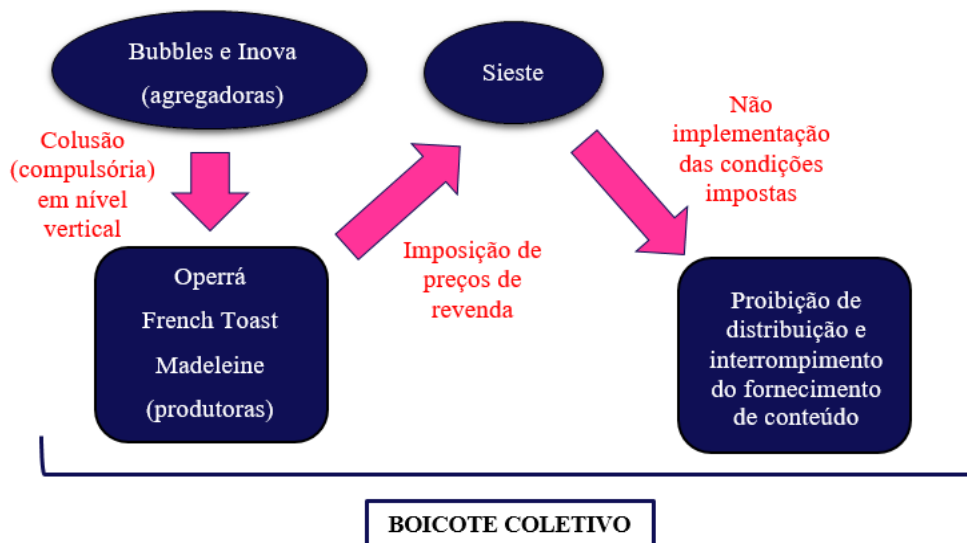 Bubbles e Inova
(agregadoras)
Sieste
Colusão
(compulsória)
em nível
vertical
Não
implementação
das condições
impostas
Imposição de
preços de
revenda
Operrá
French Toast
Madeleine
(produtoras)
Proibição de
distribuição e
interrompimento
do fornecimento
de conteúdo
BOICOTE COLETIVO